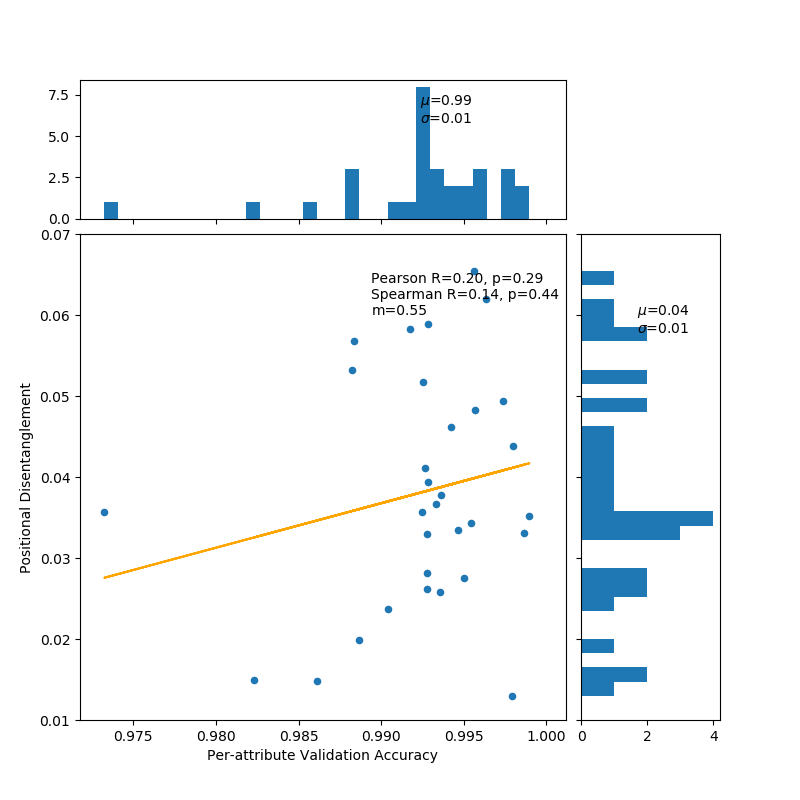 7.5
5.0
2.5
0.0
μ=0.99
σ=0.01
0.07
0.06
0.05
0.04
0.03
0.02
0.01
Positional Disentanglement
Pearson R=0.20, p=0.29
Spearman R=0.14, p=0.44
m=0.55
μ=0.04
σ=0.01
0.975 0.980 0.985 0.990 0.995 1.000
Per-attribute Validation Accuracy
0 2 4